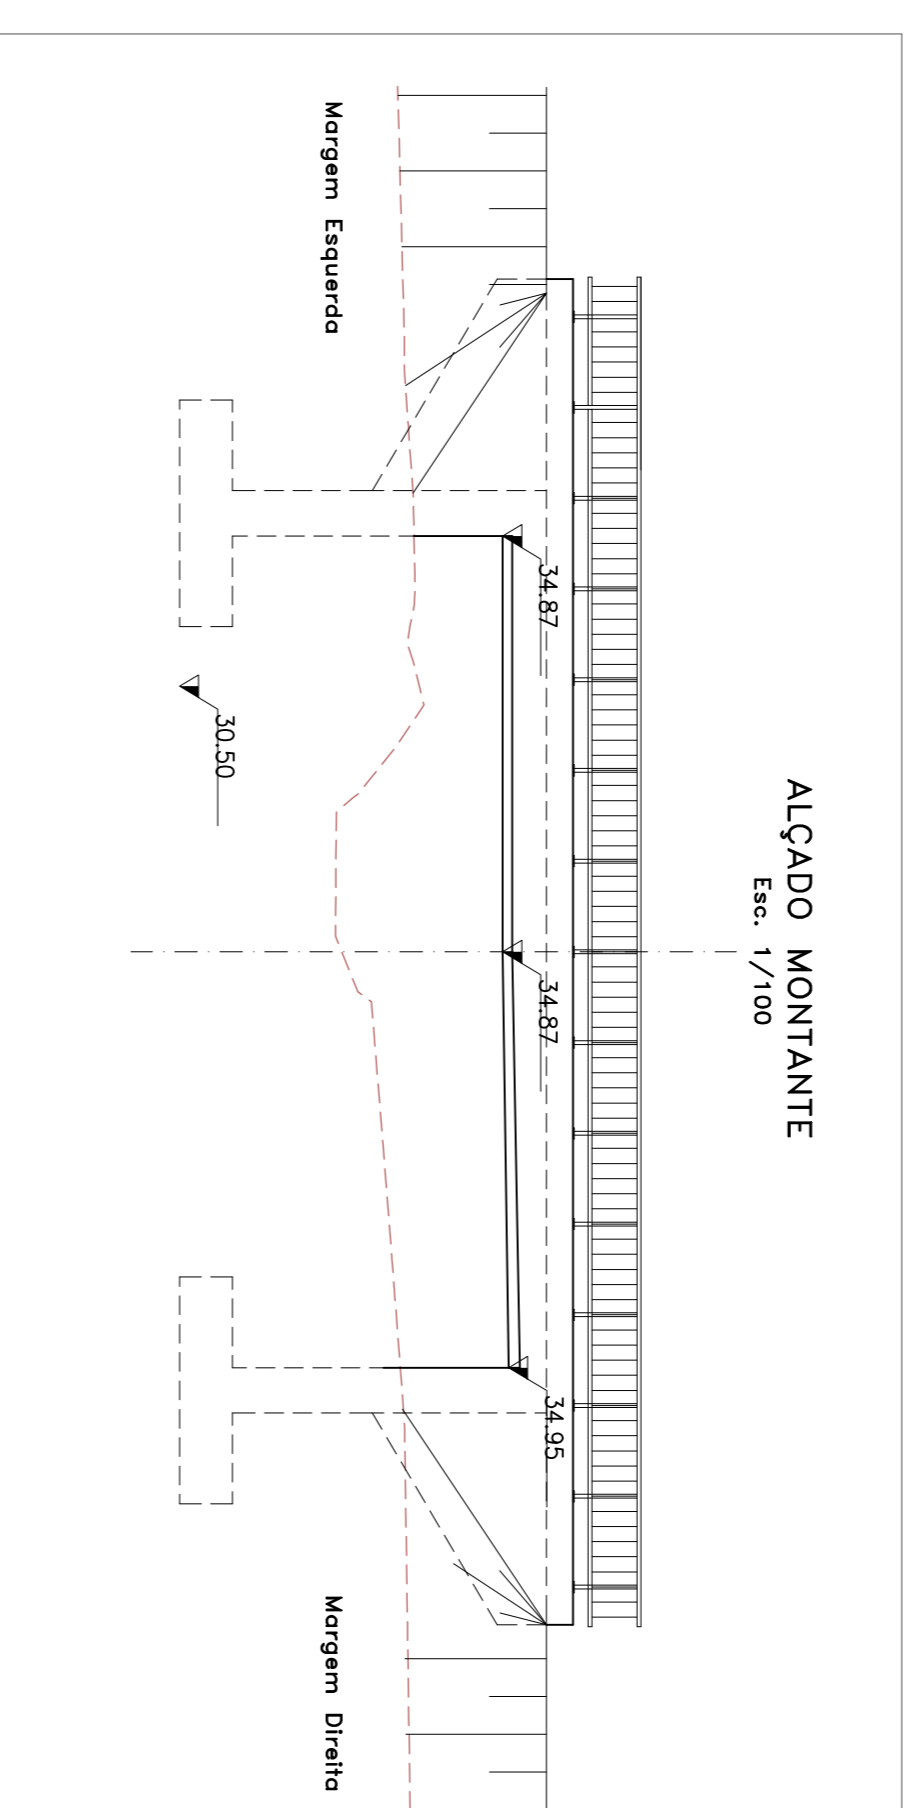 ALÇADO MONTANTE
Esc. 1/100
34.87
34.87
34.95
Margem Esquerda
Margem Direita
30.50